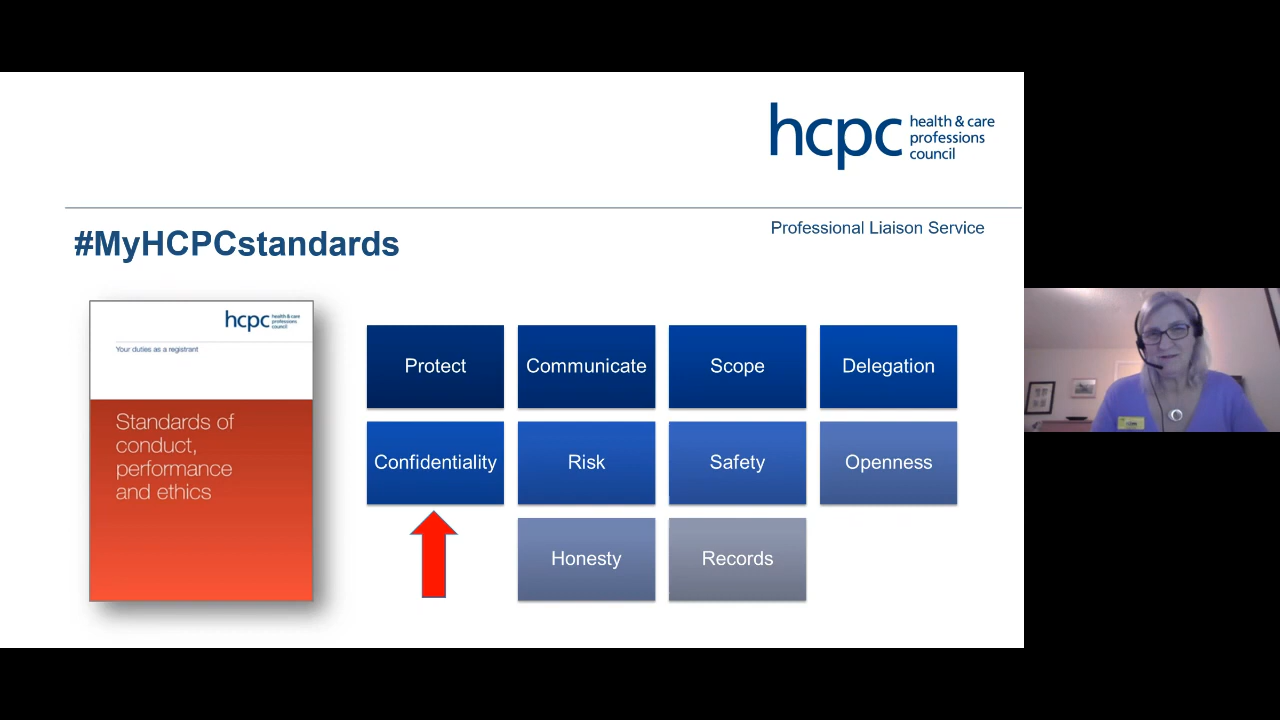 hcpc health & care
professions
council
Professional Liaison Service
#MyHCPCstandards
hcpc health & care
professions
council
Your duties as a registrant
Standards of
conduct,
performance
and ethics
Protect
Communicate
Scope
Delegation
Confidentiality
Risk
Safety
Openness
Honesty
Records